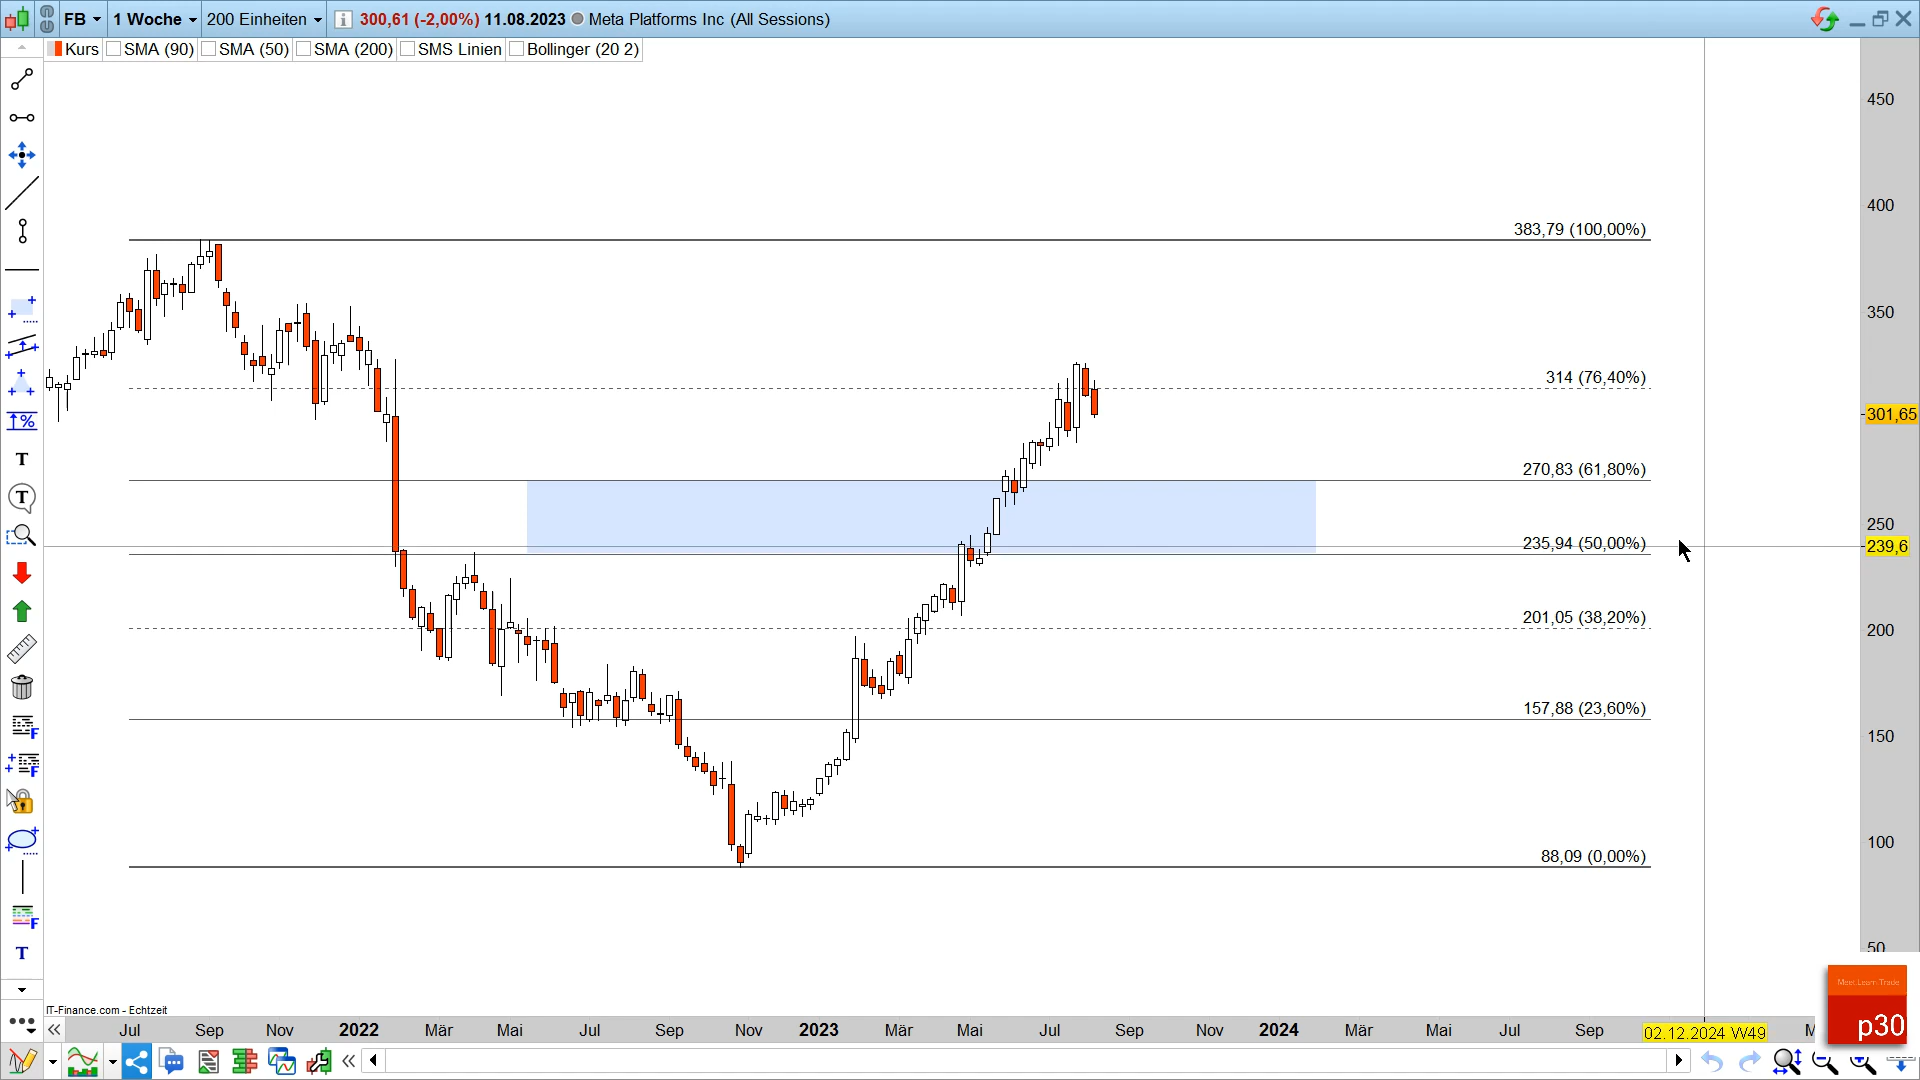 FB 1 Woche 200 Einheiten 300,61 (-2,00%) 11.08.2023 Meta Platforms Inc (All Sessions)
Kurs SMA (90) SMA (50) SMA (200) SMS Linien Bollinger (20 2)
450
400
383,79 (100,00%)
350
314 (76,40%)
301,65
270,83 (61,80%)
250
235,94 (50,00%)
239,6
201,05 (38,20%)
200
157,88 (23,60%)
150
88,09 (0,00%)
100
50
IT-Finance.com - Echtzeit
Jul Sep Nov 2022 Mär Mai Jul Sep Nov 2023 Mär Mai Jul Sep Nov 2024 Mär Mai Jul Sep 02.12.2024 W49
Meet.Learn.Trade
p30